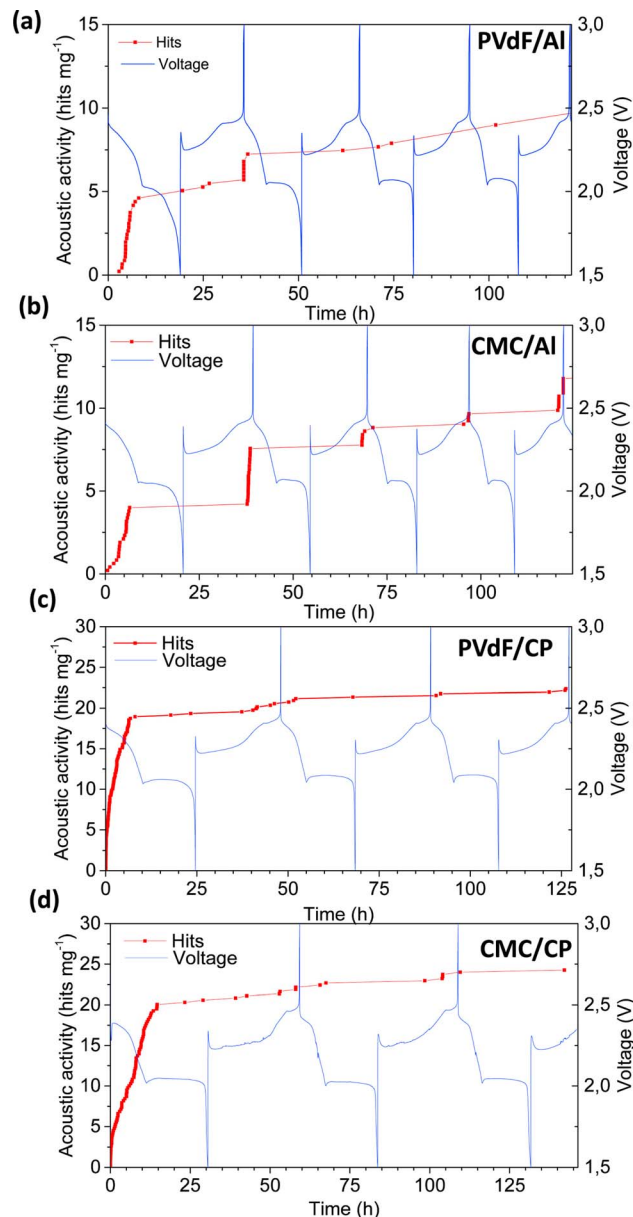 (a)
PVdF/Al
Hits
Voltage
15
10
5
0
3,0
2,5
2,0
1,5
Acoustic activity (hits mg-1)
Voltage (V)
0 25 50 75 100
Time (h)
(b)
CMC/Al
Hits
Voltage
15
10
5
0
3,0
2,5
2,0
1,5
Acoustic activity (hits mg-1)
Voltage (V)
0 25 50 75 100
Time (h)
(c)
PVdF/CP
Hits
Voltage
30
25
20
15
10
5
0
3,0
2,5
2,0
1,5
Acoustic activity (hits mg-1)
Voltage (V)
0 25 50 75 100 125
Time (h)
(d)
CMC/CP
Hits
Voltage
30
25
20
15
10
5
0
3,0
2,5
2,0
1,5
Acoustic activity (hits mg-1)
Voltage (V)
0 25 50 75 100 125
Time (h)